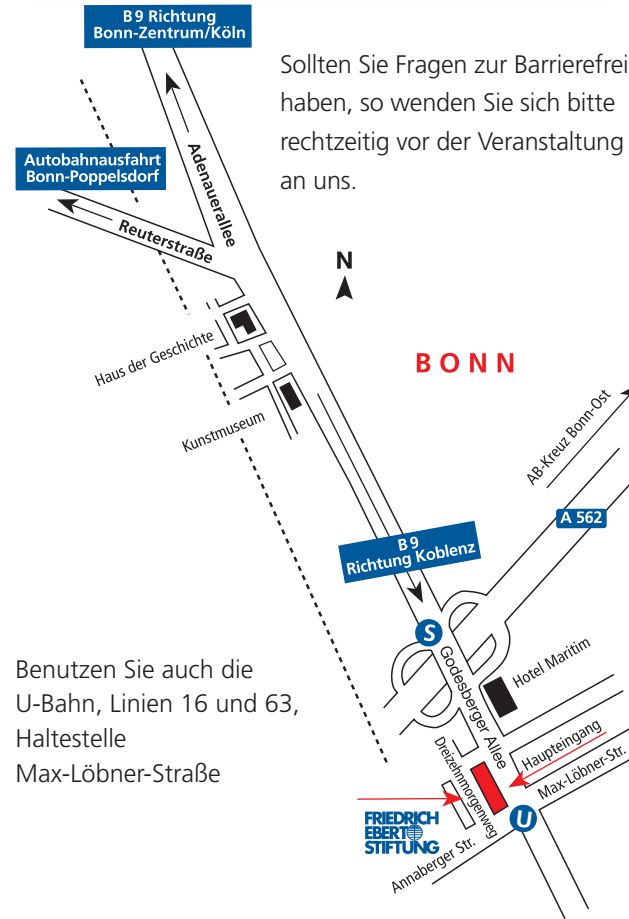 B 9 Richtung
Bonn-Zentrum/Köln
Sollten Sie Fragen zur Barrierefrei
haben, so wenden Sie sich bitte
rechtzeitig vor der Veranstaltung
an uns.
Autobahnausfahrt
Bonn-Poppelsdorf
Adenauerallee
Reuterstraße
N
Haus der Geschichte
BONN
Kunstmuseum
AB-Kreuz Bonn-Ost
A 562
B 9
Richtung Koblenz
S
Godesberger Allee
Hotel Maritim
Benutzen Sie auch die
U-Bahn, Linien 16 und 63,
Haltestelle
Max-Löbner-Straße
Dreizehnmorgenweg
Haupteingang
Max-Löbner-Str.
FRIEDRICH
EBERT
STIFTUNG
U
Annaberger Str.